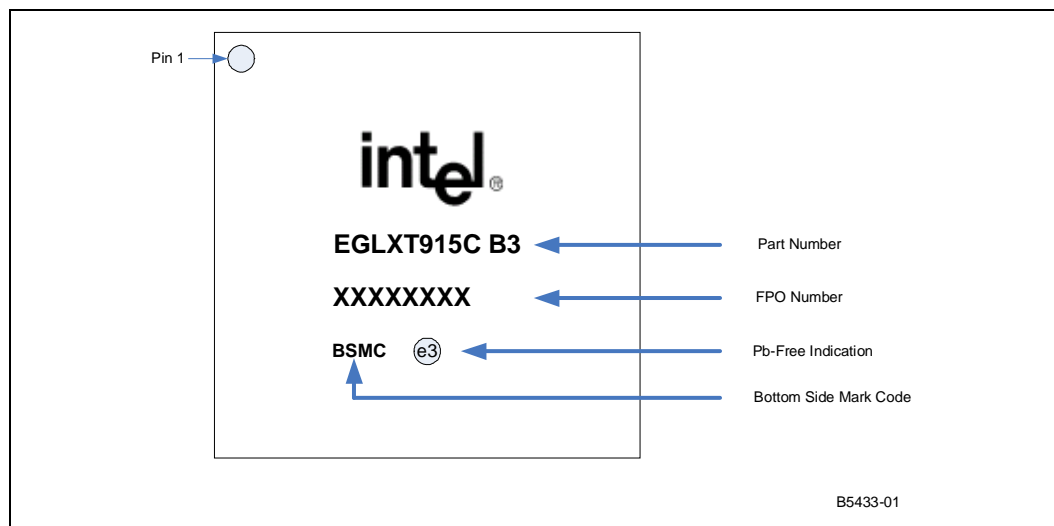 Pin 1
intel®
EGLXT915C B3 Part Number
XXXXXXXX FPO Number
BSMC e3 Pb-Free Indication
Bottom Side Mark Code
B5433-01